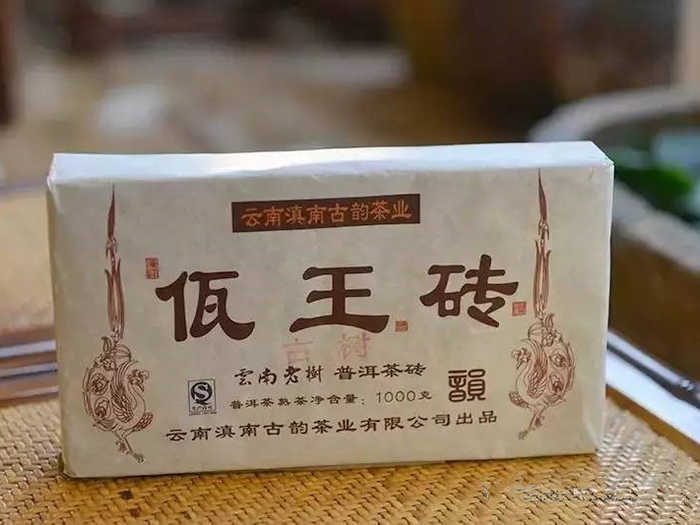 云南滇南古韵茶业
佤王砖
古树
雲南老樹 普洱茶砖
普洱茶熟茶净含量：1000克
韻
云南滇南古韵茶业有限公司出品